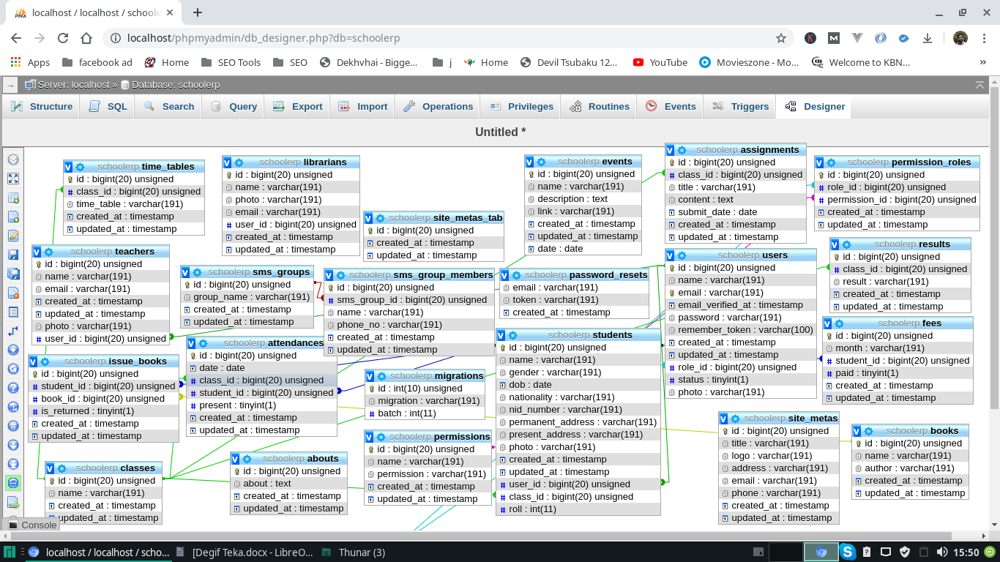 localhost / localhost / schoole
localhost/phpmyadmin/db_designer.php?db=schoolerp
Apps facebook ad Home SEO Tools SEO Dekhvhai - Bigge... j Home Devil Tsubaku 12... YouTube Movieszone - Mo... Welcome to KBN...
Server: localhost » Database: schoolerp
Structure SQL Search Query Export Import Operations Privileges Routines Events Triggers Designer
Untitled *
schoolerp time_tables
id : bigint(20) unsigned
class_id : bigint(20) unsigned
time_table : varchar(191)
created_at : timestamp
updated_at : timestamp
schoolerp librarians
id : bigint(20) unsigned
name : varchar(191)
photo : varchar(191)
email : varchar(191)
user_id : bigint(20) unsigned
created_at : timestamp
updated_at : timestamp
schoolerp site_metas_tab
id : bigint(20) unsigned
created_at : timestamp
updated_at : timestamp
schoolerp events
id : bigint(20) unsigned
name : varchar(191)
description : text
link : varchar(191)
created_at : timestamp
updated_at : timestamp
date : date
schoolerp assignments
id : bigint(20) unsigned
class_id : bigint(20) unsigned
title : varchar(191)
content : text
submit_date : date
created_at : timestamp
updated_at : timestamp
schoolerp permission_roles
id : bigint(20) unsigned
role_id : bigint(20) unsigned
permission_id : bigint(20) unsigned
created_at : timestamp
updated_at : timestamp
schoolerp teachers
id : bigint(20) unsigned
name : varchar(191)
email : varchar(191)
created_at : timestamp
updated_at : timestamp
photo : varchar(191)
user_id : bigint(20) unsigned
schoolerp sms_groups
id : bigint(20) unsigned
group_name : varchar(191)
created_at : timestamp
updated_at : timestamp
schoolerp sms_group_members
id : bigint(20) unsigned
sms_group_id : bigint(20) unsigned
name : varchar(191)
phone_no : varchar(191)
created_at : timestamp
updated_at : timestamp
schoolerp password_resets
email : varchar(191)
token : varchar(191)
created_at : timestamp
schoolerp users
id : bigint(20) unsigned
name : varchar(191)
email : varchar(191)
email_verified_at : timestamp
password : varchar(191)
remember_token : varchar(100)
created_at : timestamp
updated_at : timestamp
role_id : bigint(20) unsigned
status : tinyint(1)
photo : varchar(191)
schoolerp results
id : bigint(20) unsigned
class_id : bigint(20) unsigned
result : varchar(191)
created_at : timestamp
updated_at : timestamp
schoolerp fees
id : bigint(20) unsigned
month : varchar(191)
student_id : bigint(20) unsigned
paid : tinyint(1)
created_at : timestamp
updated_at : timestamp
schoolerp issue_books
id : bigint(20) unsigned
student_id : bigint(20) unsigned
book_id : bigint(20) unsigned
is_returned : tinyint(1)
created_at : timestamp
updated_at : timestamp
schoolerp attendances
id : bigint(20) unsigned
date : date
class_id : bigint(20) unsigned
student_id : bigint(20) unsigned
present : tinyint(1)
created_at : timestamp
updated_at : timestamp
schoolerp migrations
id : int(10) unsigned
migration : varchar(191)
batch : int(11)
schoolerp students
id : bigint(20) unsigned
name : varchar(191)
gender : varchar(191)
dob : date
nationality : varchar(191)
nid_number : varchar(191)
permanent_address : varchar(191)
present_address : varchar(191)
photo : varchar(191)
created_at : timestamp
updated_at : timestamp
user_id : bigint(20) unsigned
class_id : bigint(20) unsigned
roll : int(11)
schoolerp classes
id : bigint(20) unsigned
name : varchar(191)
created_at : timestamp
updated_at : timestamp
schoolerp abouts
id : bigint(20) unsigned
about : text
created_at : timestamp
updated_at : timestamp
schoolerp permissions
id : bigint(20) unsigned
name : varchar(191)
permission : varchar(191)
created_at : timestamp
updated_at : timestamp
schoolerp site_metas
id : bigint(20) unsigned
title : varchar(191)
logo : varchar(191)
address : varchar(191)
email : varchar(191)
phone : varchar(191)
created_at : timestamp
updated_at : timestamp
schoolerp books
id : bigint(20) unsigned
name : varchar(191)
author : varchar(191)
created_at : timestamp
updated_at : timestamp
Console
localhost / localhost / scho... [Degif Teka.docx - LibreO... Thunar (3) 15:50